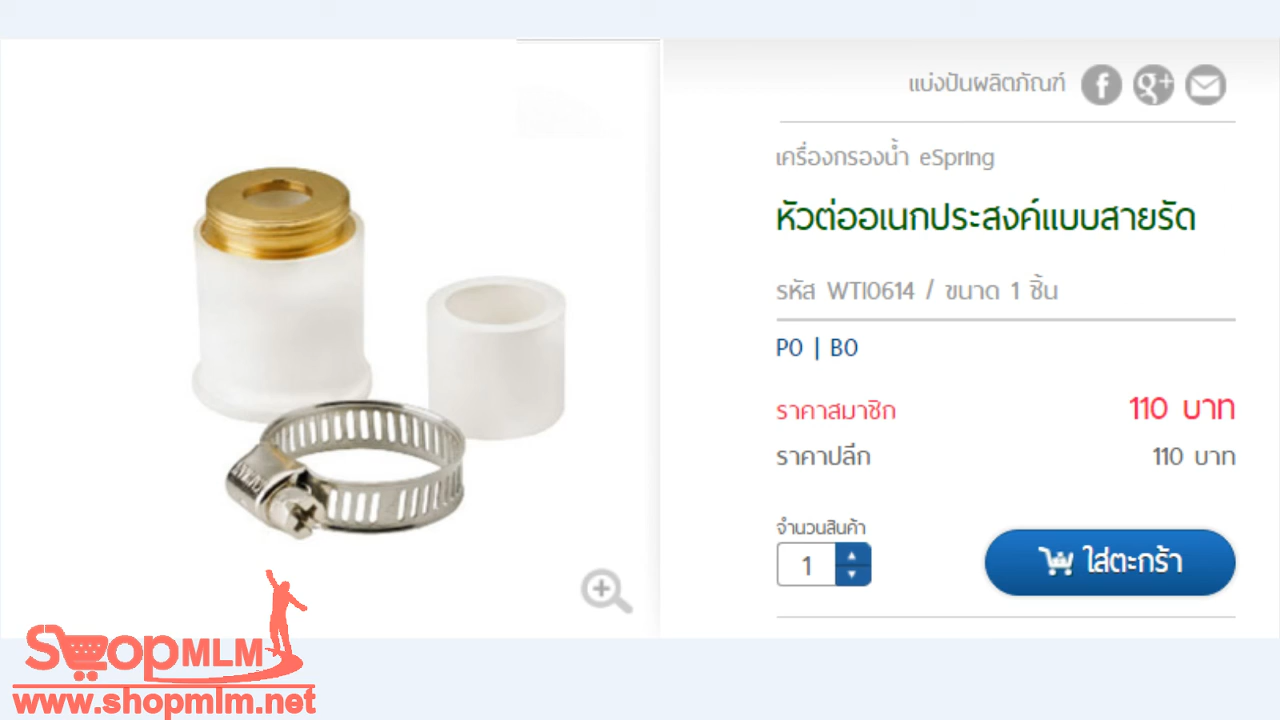 แบ่งปันผลิตภัณฑ์
เครื่องกรองน้ำ eSpring
หัวต่ออเนกประสงค์แบบสายรัด
รหัส WTI0614 / ขนาด 1 ชิ้น
P0 | B0
ราคาสมาชิก 110 บาท
ราคาปลีก 110 บาท
จำนวนสินค้า
1
ใส่ตะกร้า
ShopMLM
www.shopmlm.net